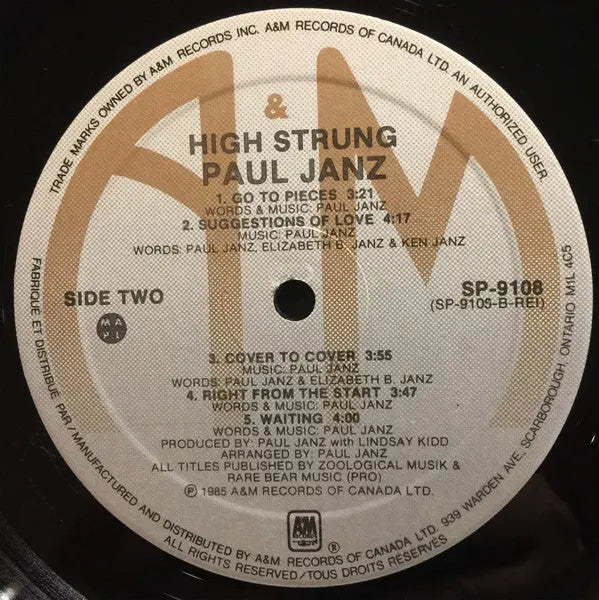 TRADE MARKS OWNED BY A&M RECORDS INC. A&M RECORDS OF CANADA LTD. AN AUTHORIZED USER.
A & M
HIGH STRUNG
PAUL JANZ
1. GO TO PIECES 3:21
WORDS & MUSIC: PAUL JANZ
2. SUGGESTIONS OF LOVE 4:17
MUSIC: PAUL JANZ
WORDS: PAUL JANZ, ELIZABETH B. JANZ & KEN JANZ
SIDE TWO
MAPL
SP-9108
(SP-9108-B-REI)
3. COVER TO COVER 3:55
MUSIC: PAUL JANZ
WORDS: PAUL JANZ & ELIZABETH B. JANZ
4. RIGHT FROM THE START 3:47
WORDS & MUSIC: PAUL JANZ
5. WAITING 4:00
WORDS & MUSIC: PAUL JANZ
PRODUCED BY: PAUL JANZ with LINDSAY KIDD
ARRANGED BY: PAUL JANZ
ALL TITLES PUBLISHED BY ZOOLOGICAL MUSIK &
RARE BEAR MUSIC (PRO)
℗ 1985 A&M RECORDS OF CANADA LTD.
A&M
RECORDS
®
FABRIQUE ET DISTRIBUÉ PAR / MANUFACTURED AND DISTRIBUTED BY A&M RECORDS OF CANADA LTD. 939 WARDEN AVE, SCARBOROUGH, ONTARIO M1L 4C5
ALL RIGHTS RESERVED / TOUS DROITS RÉSERVÉS